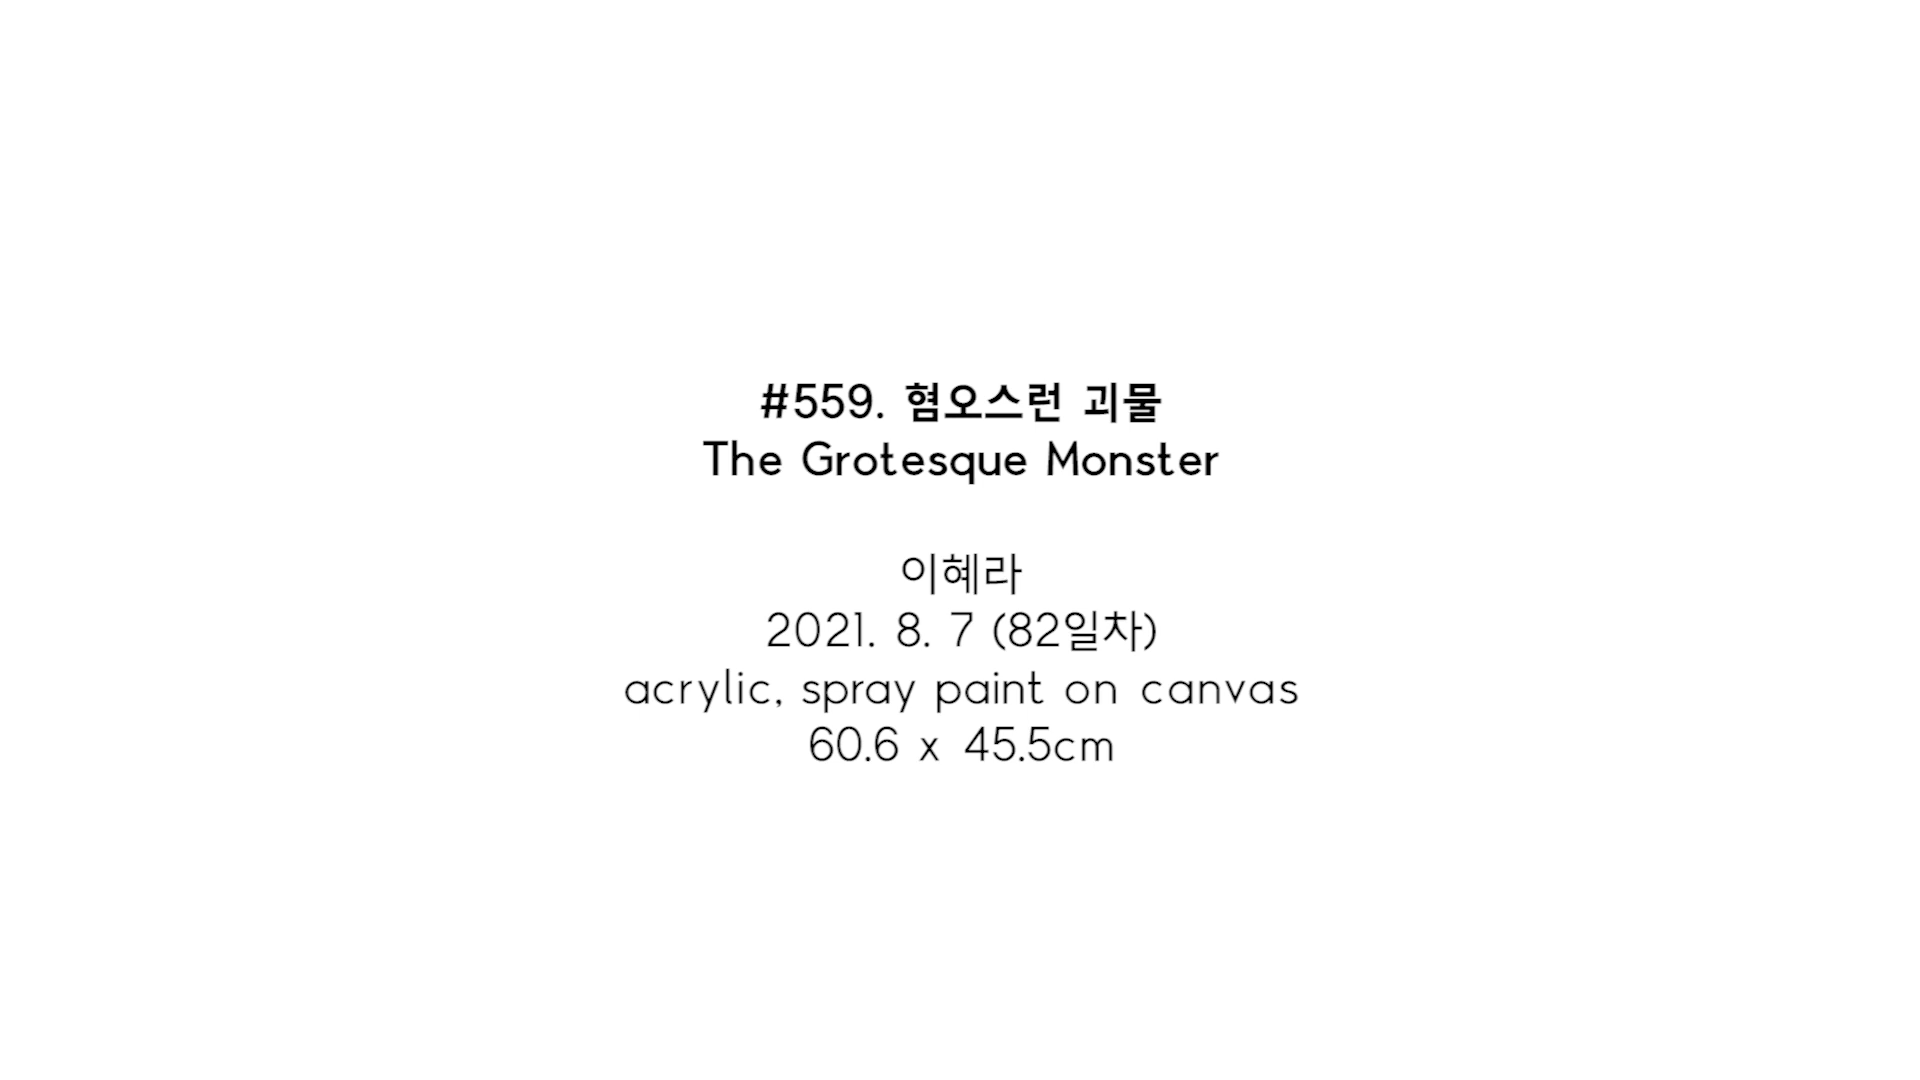 #559. 혐오스런 괴물
The Grotesque Monster
이혜라
2021. 8. 7 (82일차)
acrylic, spray paint on canvas
60.6 x 45.5cm